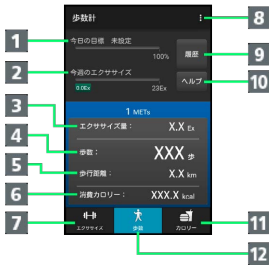 歩数計
8
1
今日の目標 未設定
100%
履歴
9
2
今週のエクササイズ
0.0Ex
23Ex
ヘルプ
10
1 METs
3
エクササイズ量：
X.X Ex
4
歩数：
XXX 歩
5
歩行距離：
X.X km
6
消費カロリー：
XXX.X kcal
7
エクササイズ
歩数
カロリー
11
12